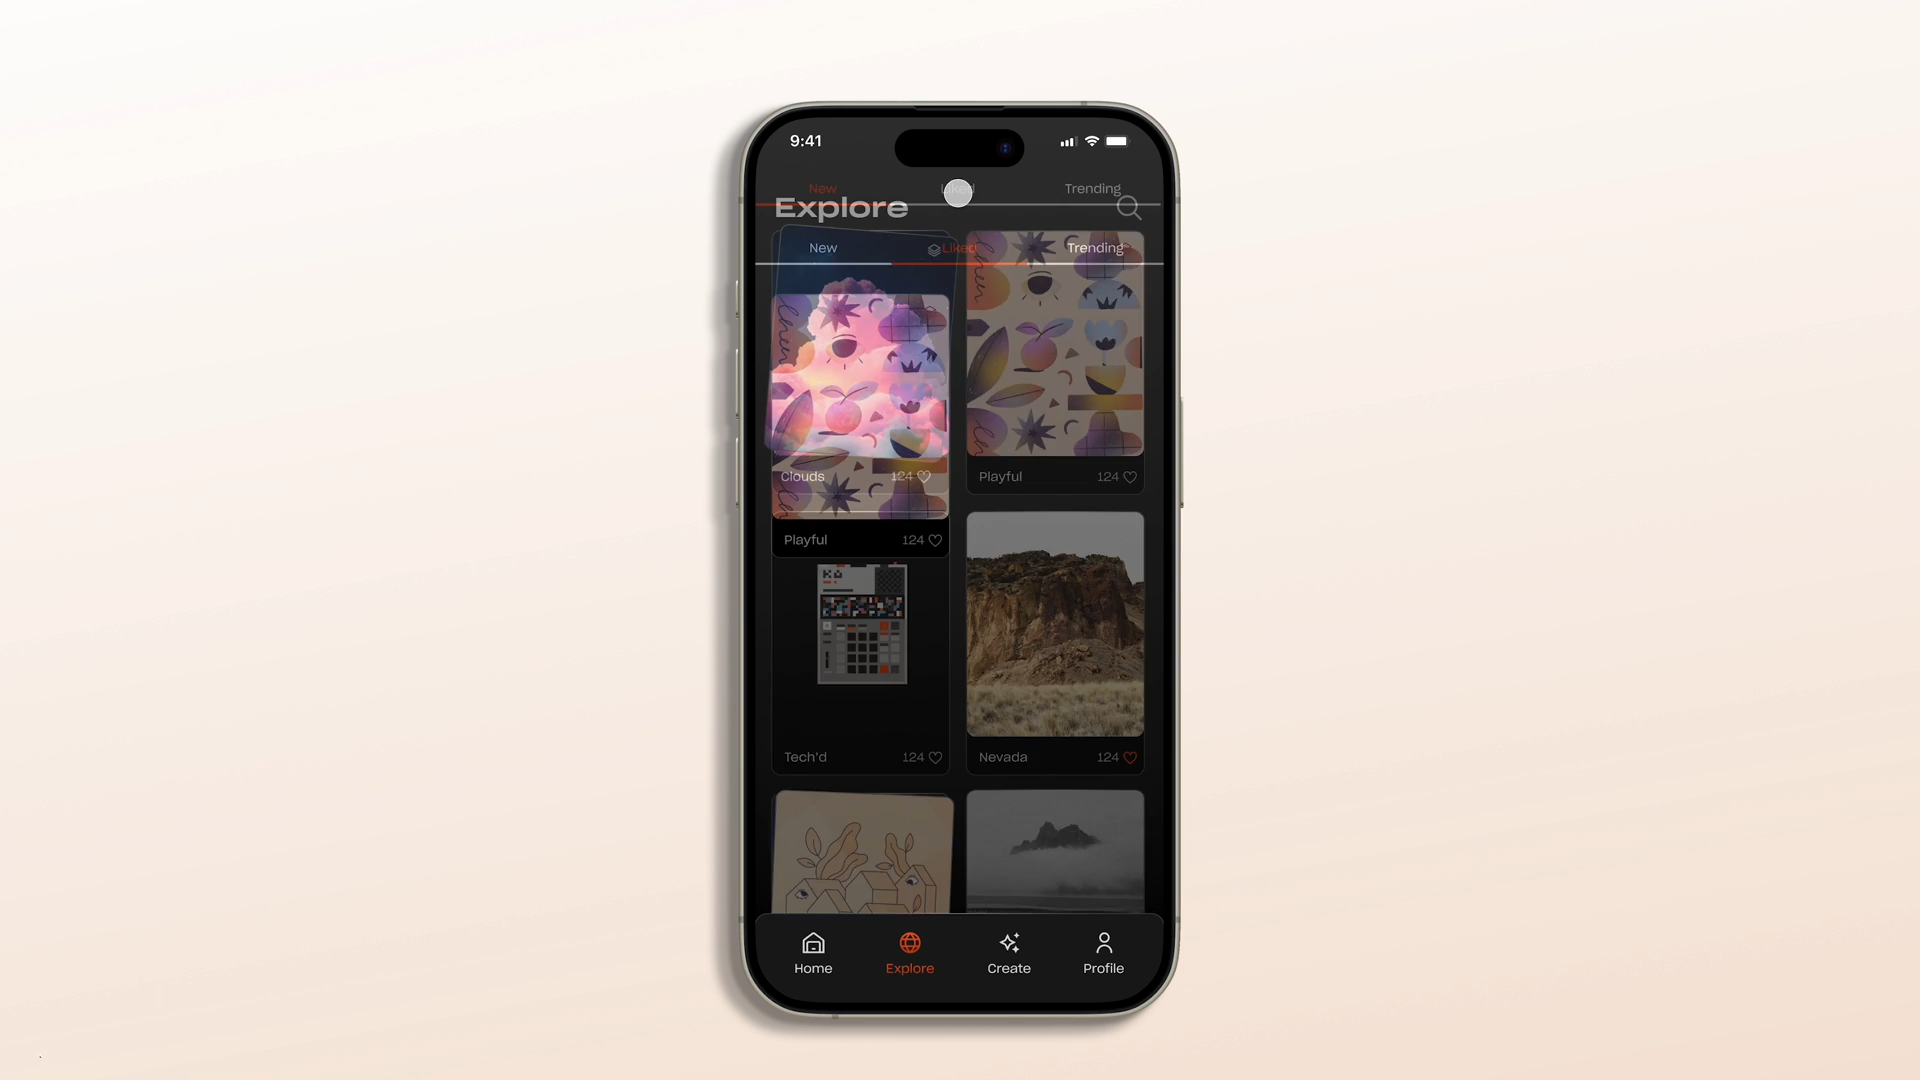 9:41
New Liked Trending
Explore
New Liked Trending
Clouds 124
Playful 124
Playful 124
Tech'd 124
Nevada 124
Home Explore Create Profile